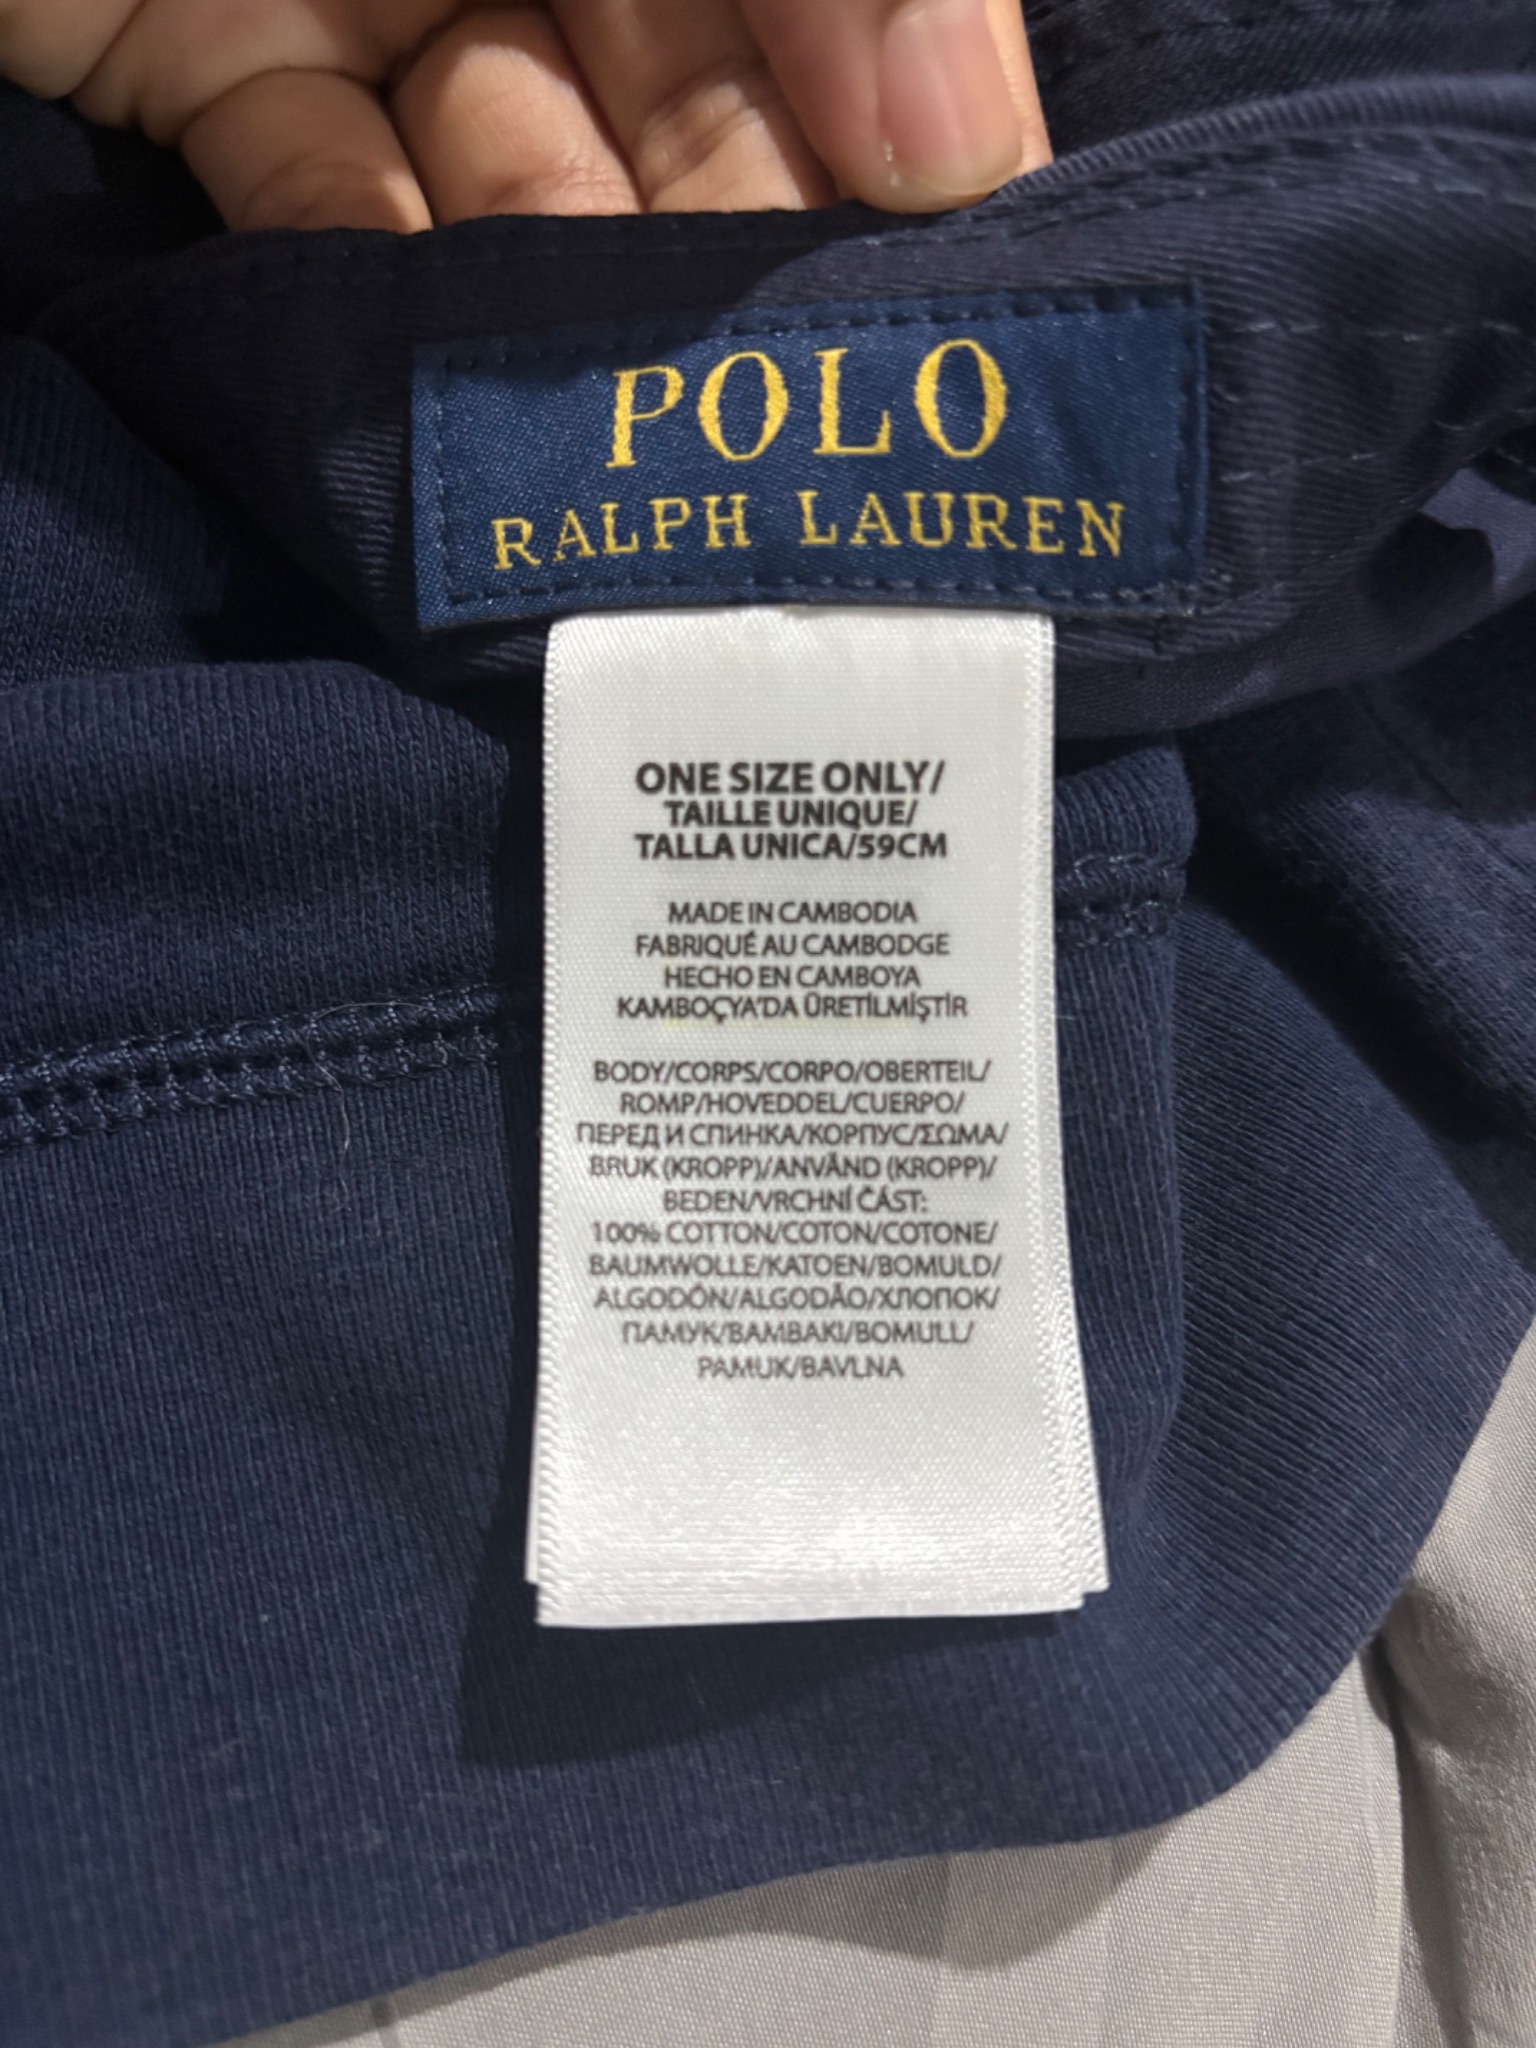 POLO
RALPH LAUREN
ONE SIZE ONLY/
TAILLE UNIQUE/
TALLA UNICA/59CM
MADE IN CAMBODIA
FABRIQUÉ AU CAMBODGE
HECHO EN CAMBOYA
KAMBOÇYA'DA ÜRETİLMİŞTİR
BODY/CORPS/CORPO/OBERTEIL/
ROMP/HOVEDDEL/CUERPO/
ПЕРЕД И СПИНКА/КОРПУС/ΣΩΜΑ/
BRUK (KROPP)/ANVÄND (KROPP)/
BEDEN/VRCHNÍ ČÁST:
100% COTTON/COTON/COTONE/
BAUMWOLLE/KATOEN/BOMULD/
ALGODÓN/ALGODÃO/ХЛОПОК/
ПАМУК/ΒΑΜΒΑΚΙ/BOMULL/
PAMUK/BAVLNA